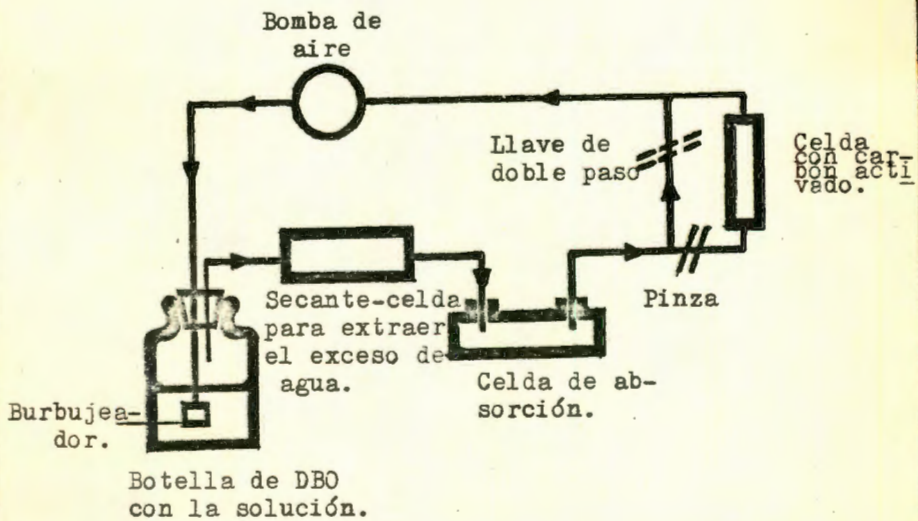 Bomba de
aire
Llave de
doble paso
Celda
con car-
bón acti
vado.
Secante-celda
para extraer
el exceso de
agua.
Pinza
Celda de ab-
sorción.
Burbujea-
dor.
Botella de DBO
con la solución.